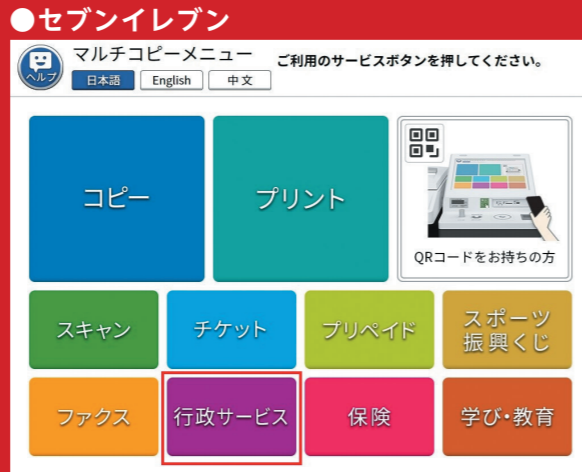 ●セブンイレブン
ヘルプ
マルチコピーメニュー
ご利用のサービスボタンを押してください。
日本語 English 中文
コピー
プリント
QRコードをお持ちの方
スキャン
チケット
プリペイド
スポーツ
振興くじ
ファクス
行政サービス
保険
学び・教育